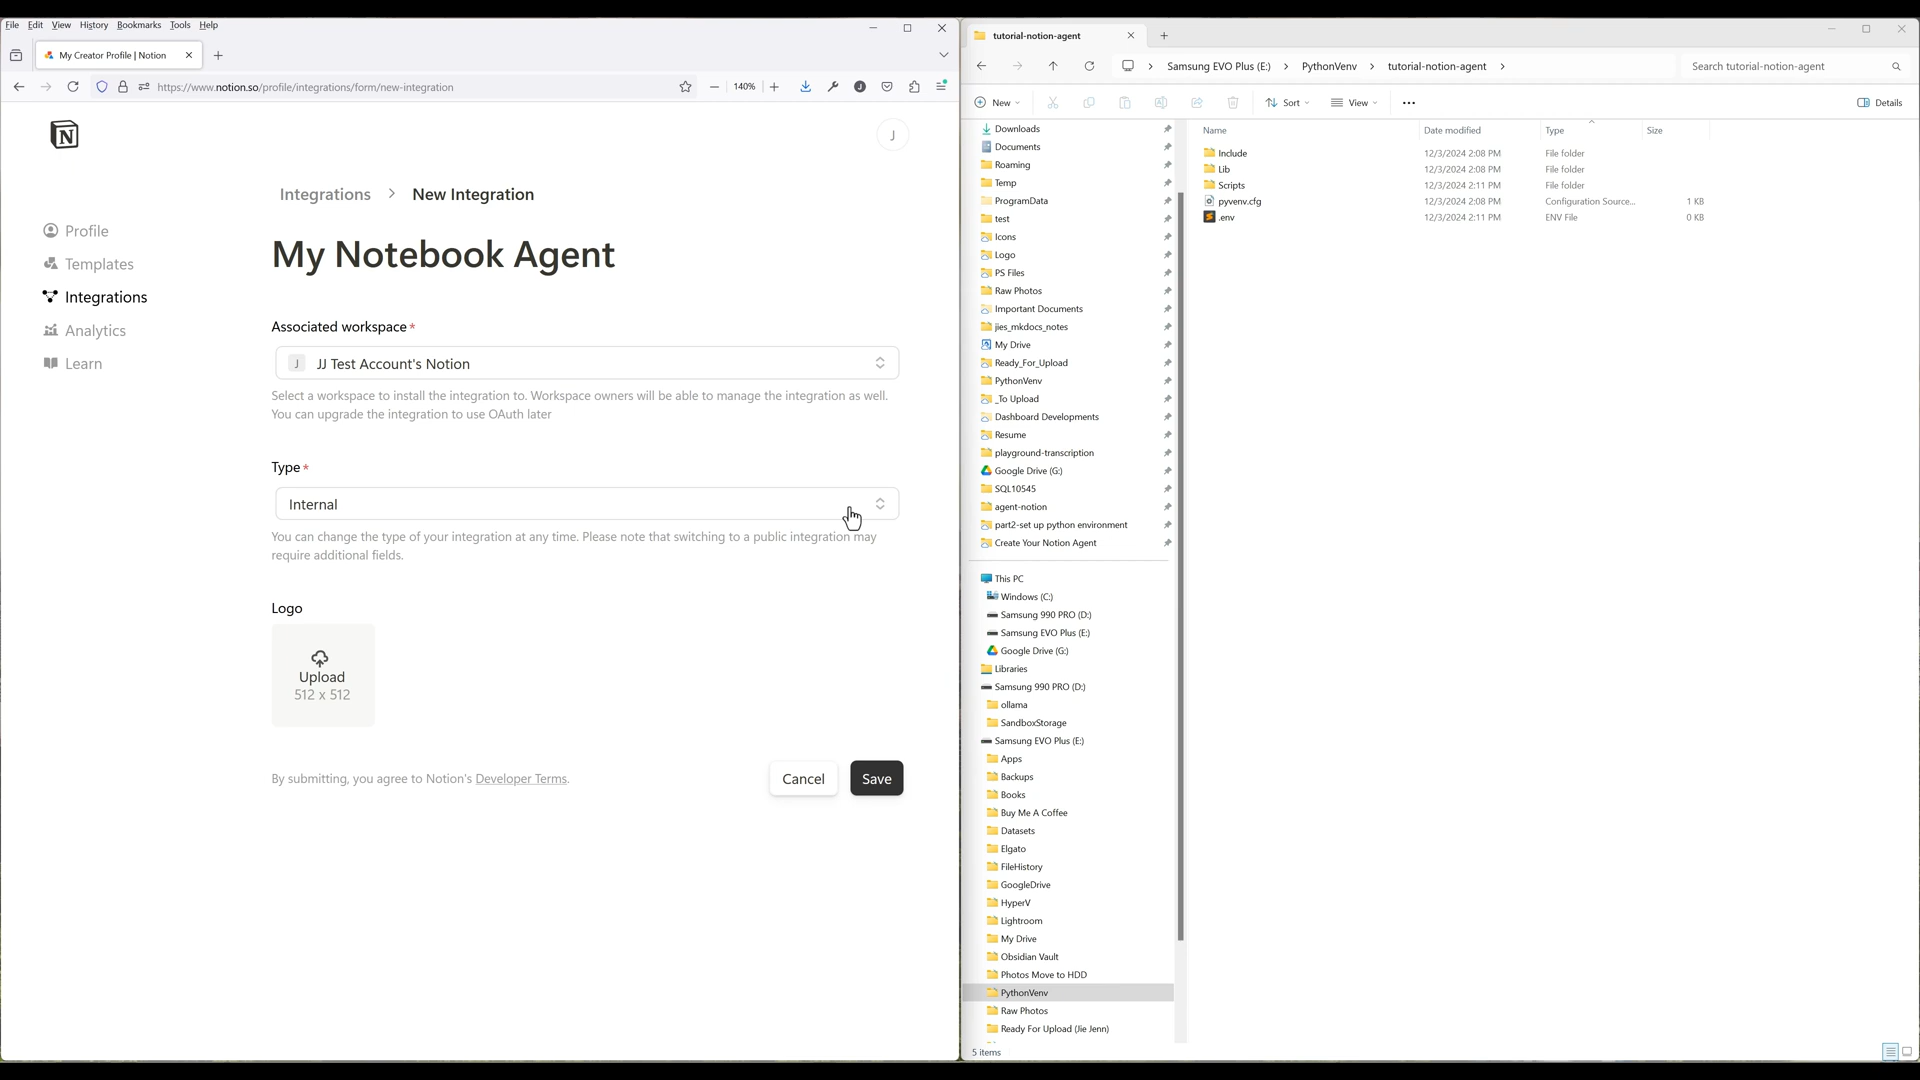 File Edit View History Bookmarks Tools Help
My Creator Profile | Notion
https://www.notion.so/profile/integrations/form/new-integration
140%
J
J
Integrations > New Integration
Profile
Templates
Integrations
Analytics
Learn
My Notebook Agent
Associated workspace *
J JJ Test Account's Notion
Select a workspace to install the integration to. Workspace owners will be able to manage the integration as well.
You can upgrade the integration to use OAuth later
Type *
Internal
You can change the type of your integration at any time. Please note that switching to a public integration may
require additional fields.
Logo
Upload
512 x 512
By submitting, you agree to Notion's Developer Terms.
Cancel
Save
tutorial-notion-agent
Samsung EVO Plus (E:) > PythonVenv > tutorial-notion-agent >
Search tutorial-notion-agent
New
Sort
View
Details
Downloads
Documents
Roaming
Temp
ProgramData
test
Icons
Logo
PS Files
Raw Photos
Important Documents
jies_mkdocs_notes
My Drive
Ready_For_Upload
PythonVenv
_To Upload
Dashboard Developments
Resume
playground-transcription
Google Drive (G:)
SQL10545
agent-notion
part2-set up python environment
Create Your Notion Agent
This PC
Windows (C:)
Samsung 990 PRO (D:)
Samsung EVO Plus (E:)
Google Drive (G:)
Libraries
Samsung 990 PRO (D:)
ollama
SandboxStorage
Samsung EVO Plus (E:)
Apps
Backups
Books
Buy Me A Coffee
Datasets
Elgato
FileHistory
GoogleDrive
HyperV
Lightroom
My Drive
Obsidian Vault
Photos Move to HDD
PythonVenv
Raw Photos
Ready For Upload (Jie Jenn)
Name Date modified Type Size
Include 12/3/2024 2:08 PM File folder
Lib 12/3/2024 2:08 PM File folder
Scripts 12/3/2024 2:11 PM File folder
pyvenv.cfg 12/3/2024 2:08 PM Configuration Source... 1 KB
.env 12/3/2024 2:11 PM ENV File 0 KB
5 items